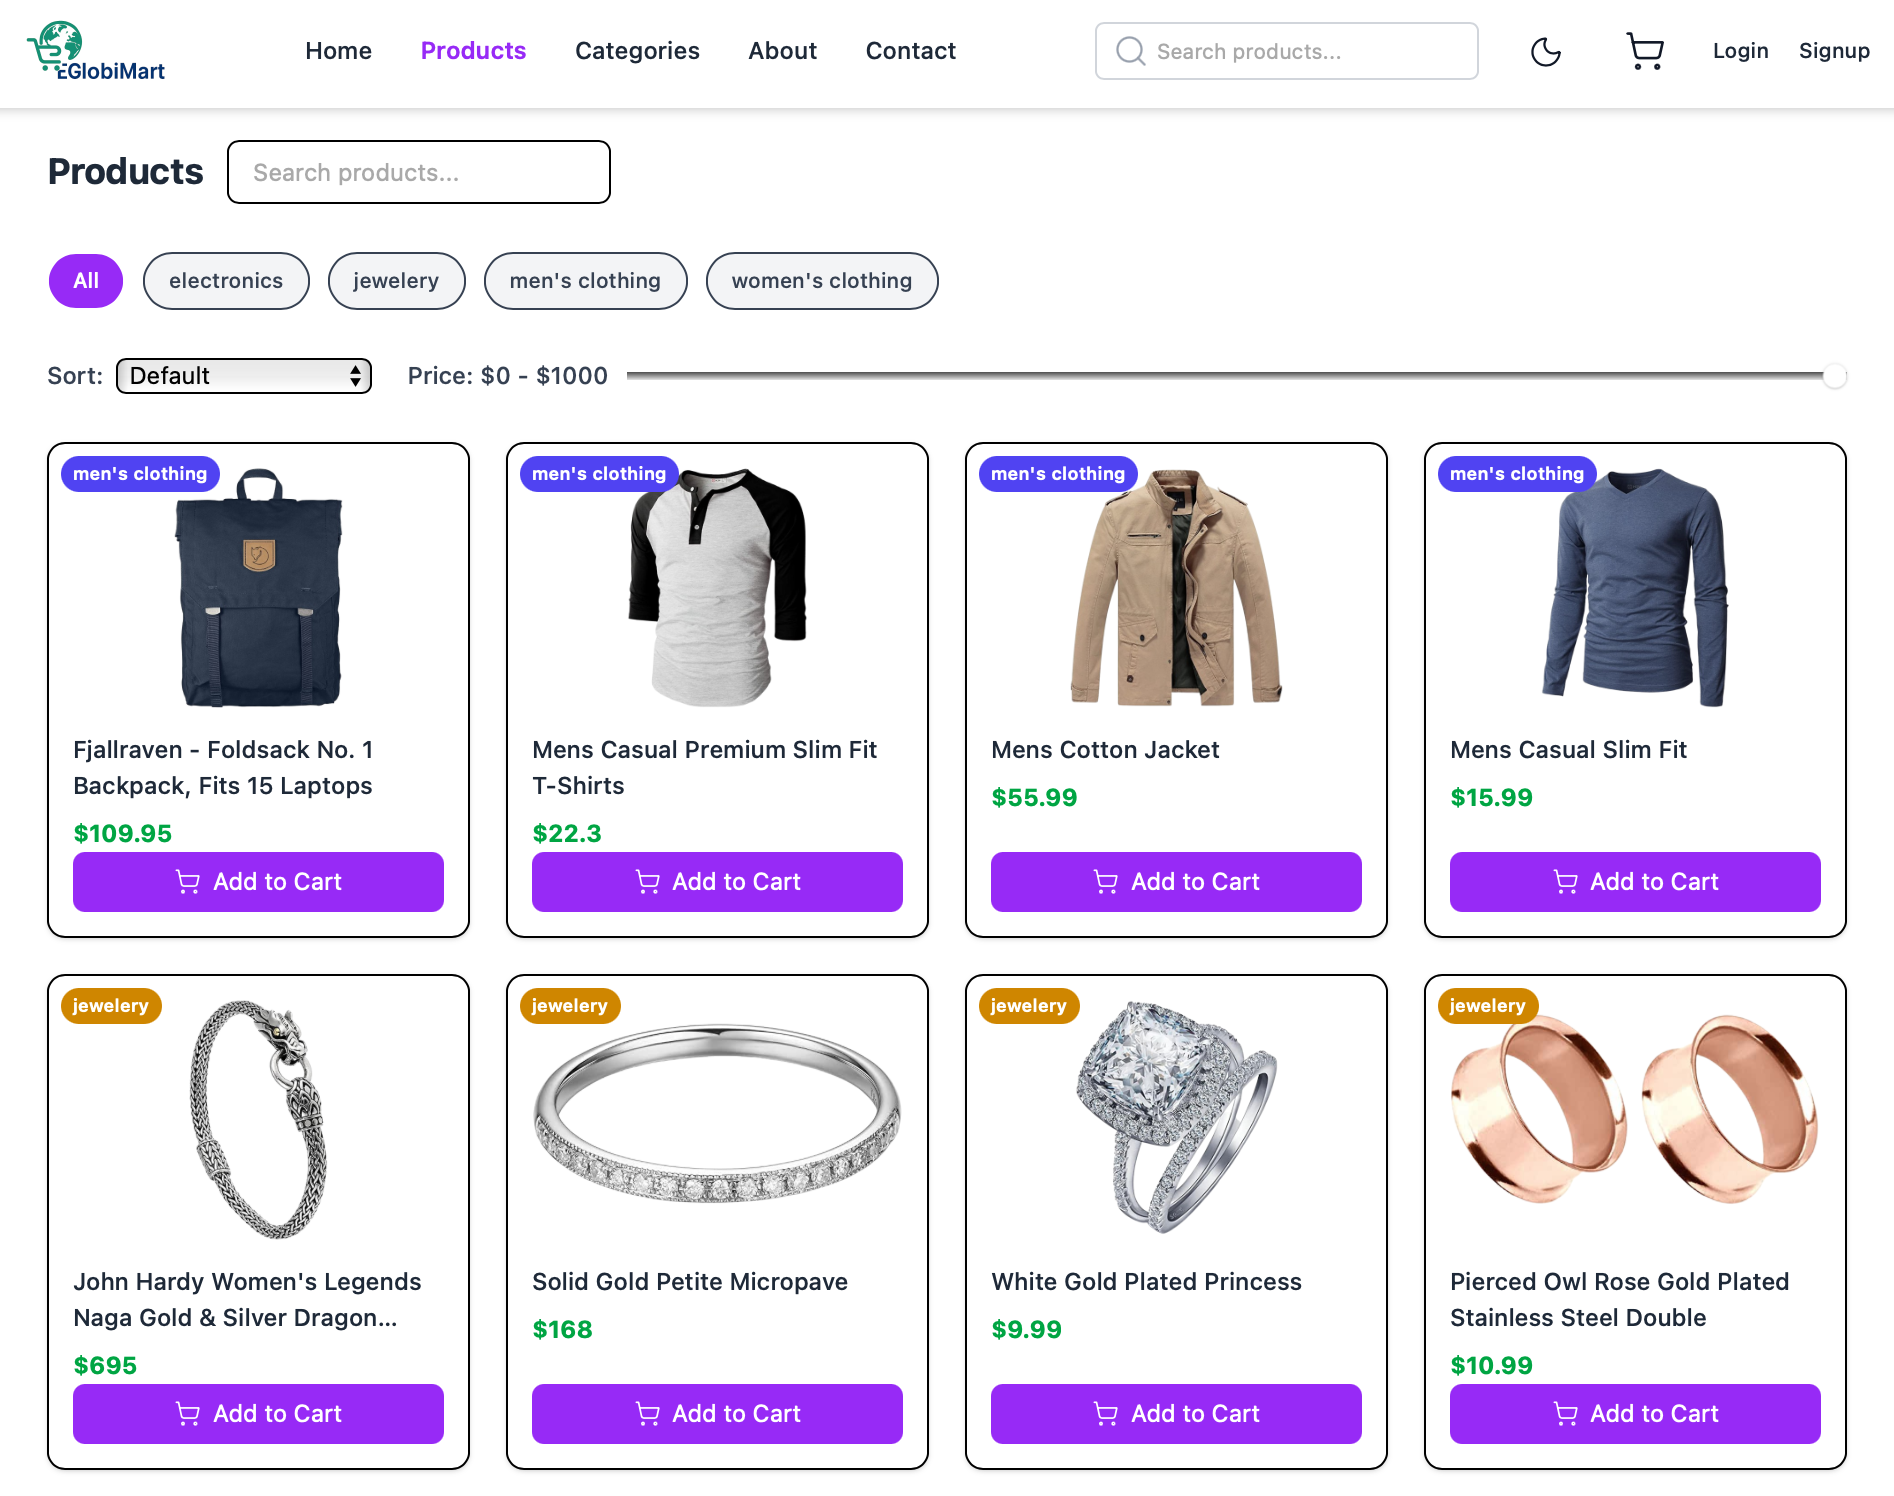 EGlobiMart
Home
Products
Categories
About
Contact
Search products...
Login
Signup
Products
Search products...
All
electronics
jewelery
men's clothing
women's clothing
Sort:
Default
Price: $0 - $1000
men's clothing
Fjallraven - Foldsack No. 1
Backpack, Fits 15 Laptops
$109.95
Add to Cart
men's clothing
Mens Casual Premium Slim Fit
T-Shirts
$22.3
Add to Cart
men's clothing
Mens Cotton Jacket
$55.99
Add to Cart
men's clothing
Mens Casual Slim Fit
$15.99
Add to Cart
jewelery
John Hardy Women's Legends
Naga Gold & Silver Dragon...
$695
Add to Cart
jewelery
Solid Gold Petite Micropave
$168
Add to Cart
jewelery
White Gold Plated Princess
$9.99
Add to Cart
jewelery
Pierced Owl Rose Gold Plated
Stainless Steel Double
$10.99
Add to Cart